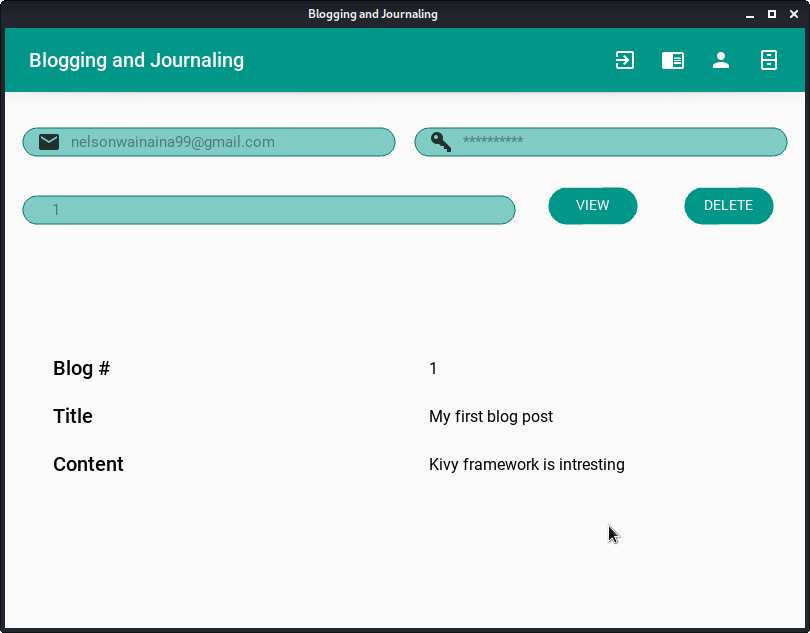 Blogging and Journaling
Blogging and Journaling
nelsonwainaina99@gmail.com **********
1 VIEW DELETE
Blog # 1
Title My first blog post
Content Kivy framework is intresting